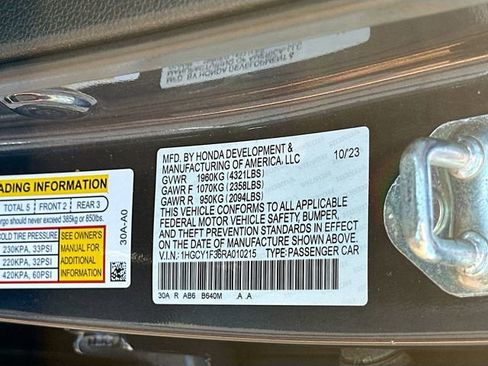 MFD. BY HONDA DEVELOPMENT &
MANUFACTURING OF AMERICA, LLC 10/23
GVWR 1960KG (4321LBS)
GAWR F 1070KG (2358LBS)
GAWR R 950KG (2094LBS)
THIS VEHICLE CONFORMS TO ALL APPLICABLE
FEDERAL MOTOR VEHICLE SAFETY, BUMPER,
AND THEFT PREVENTION STANDARDS IN EFFECT
ON THE DATE OF MANUFACTURE SHOWN ABOVE.
V.I.N.: 1HGCY1F36RA010215 TYPE:PASSENGER CAR
30A R AB6 B640M A A
ADING INFORMATION
TOTAL 5 FRONT 2 REAR 3
rgo should never exceed 385kg or 850lbs.
OLD TIRE PRESSURE
230KPA, 33PSI
220KPA, 32PSI
420KPA, 60PSI
SEE OWNER'S
MANUAL FOR
ADDITIONAL
INFORMATION
30A-A0